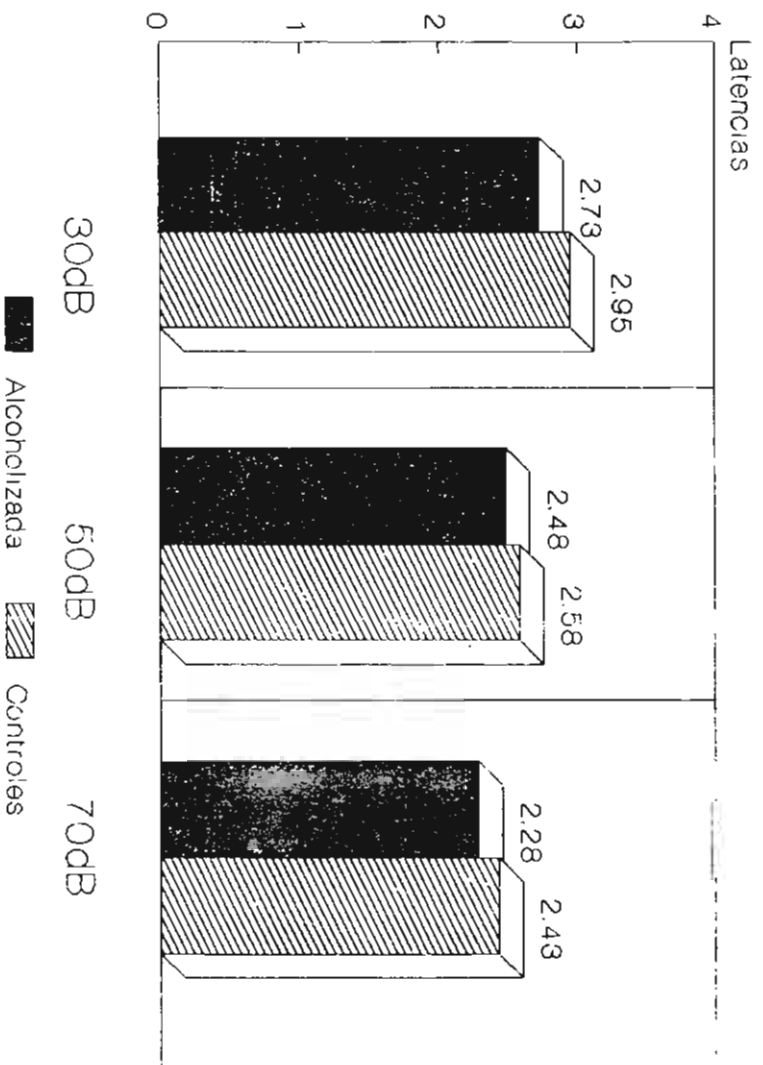 Latencias
4
3
2
1
0
2.73
2.95
2.48
2.58
2.28
2.43
30dB
50dB
70dB
Alcoholizada
Controles